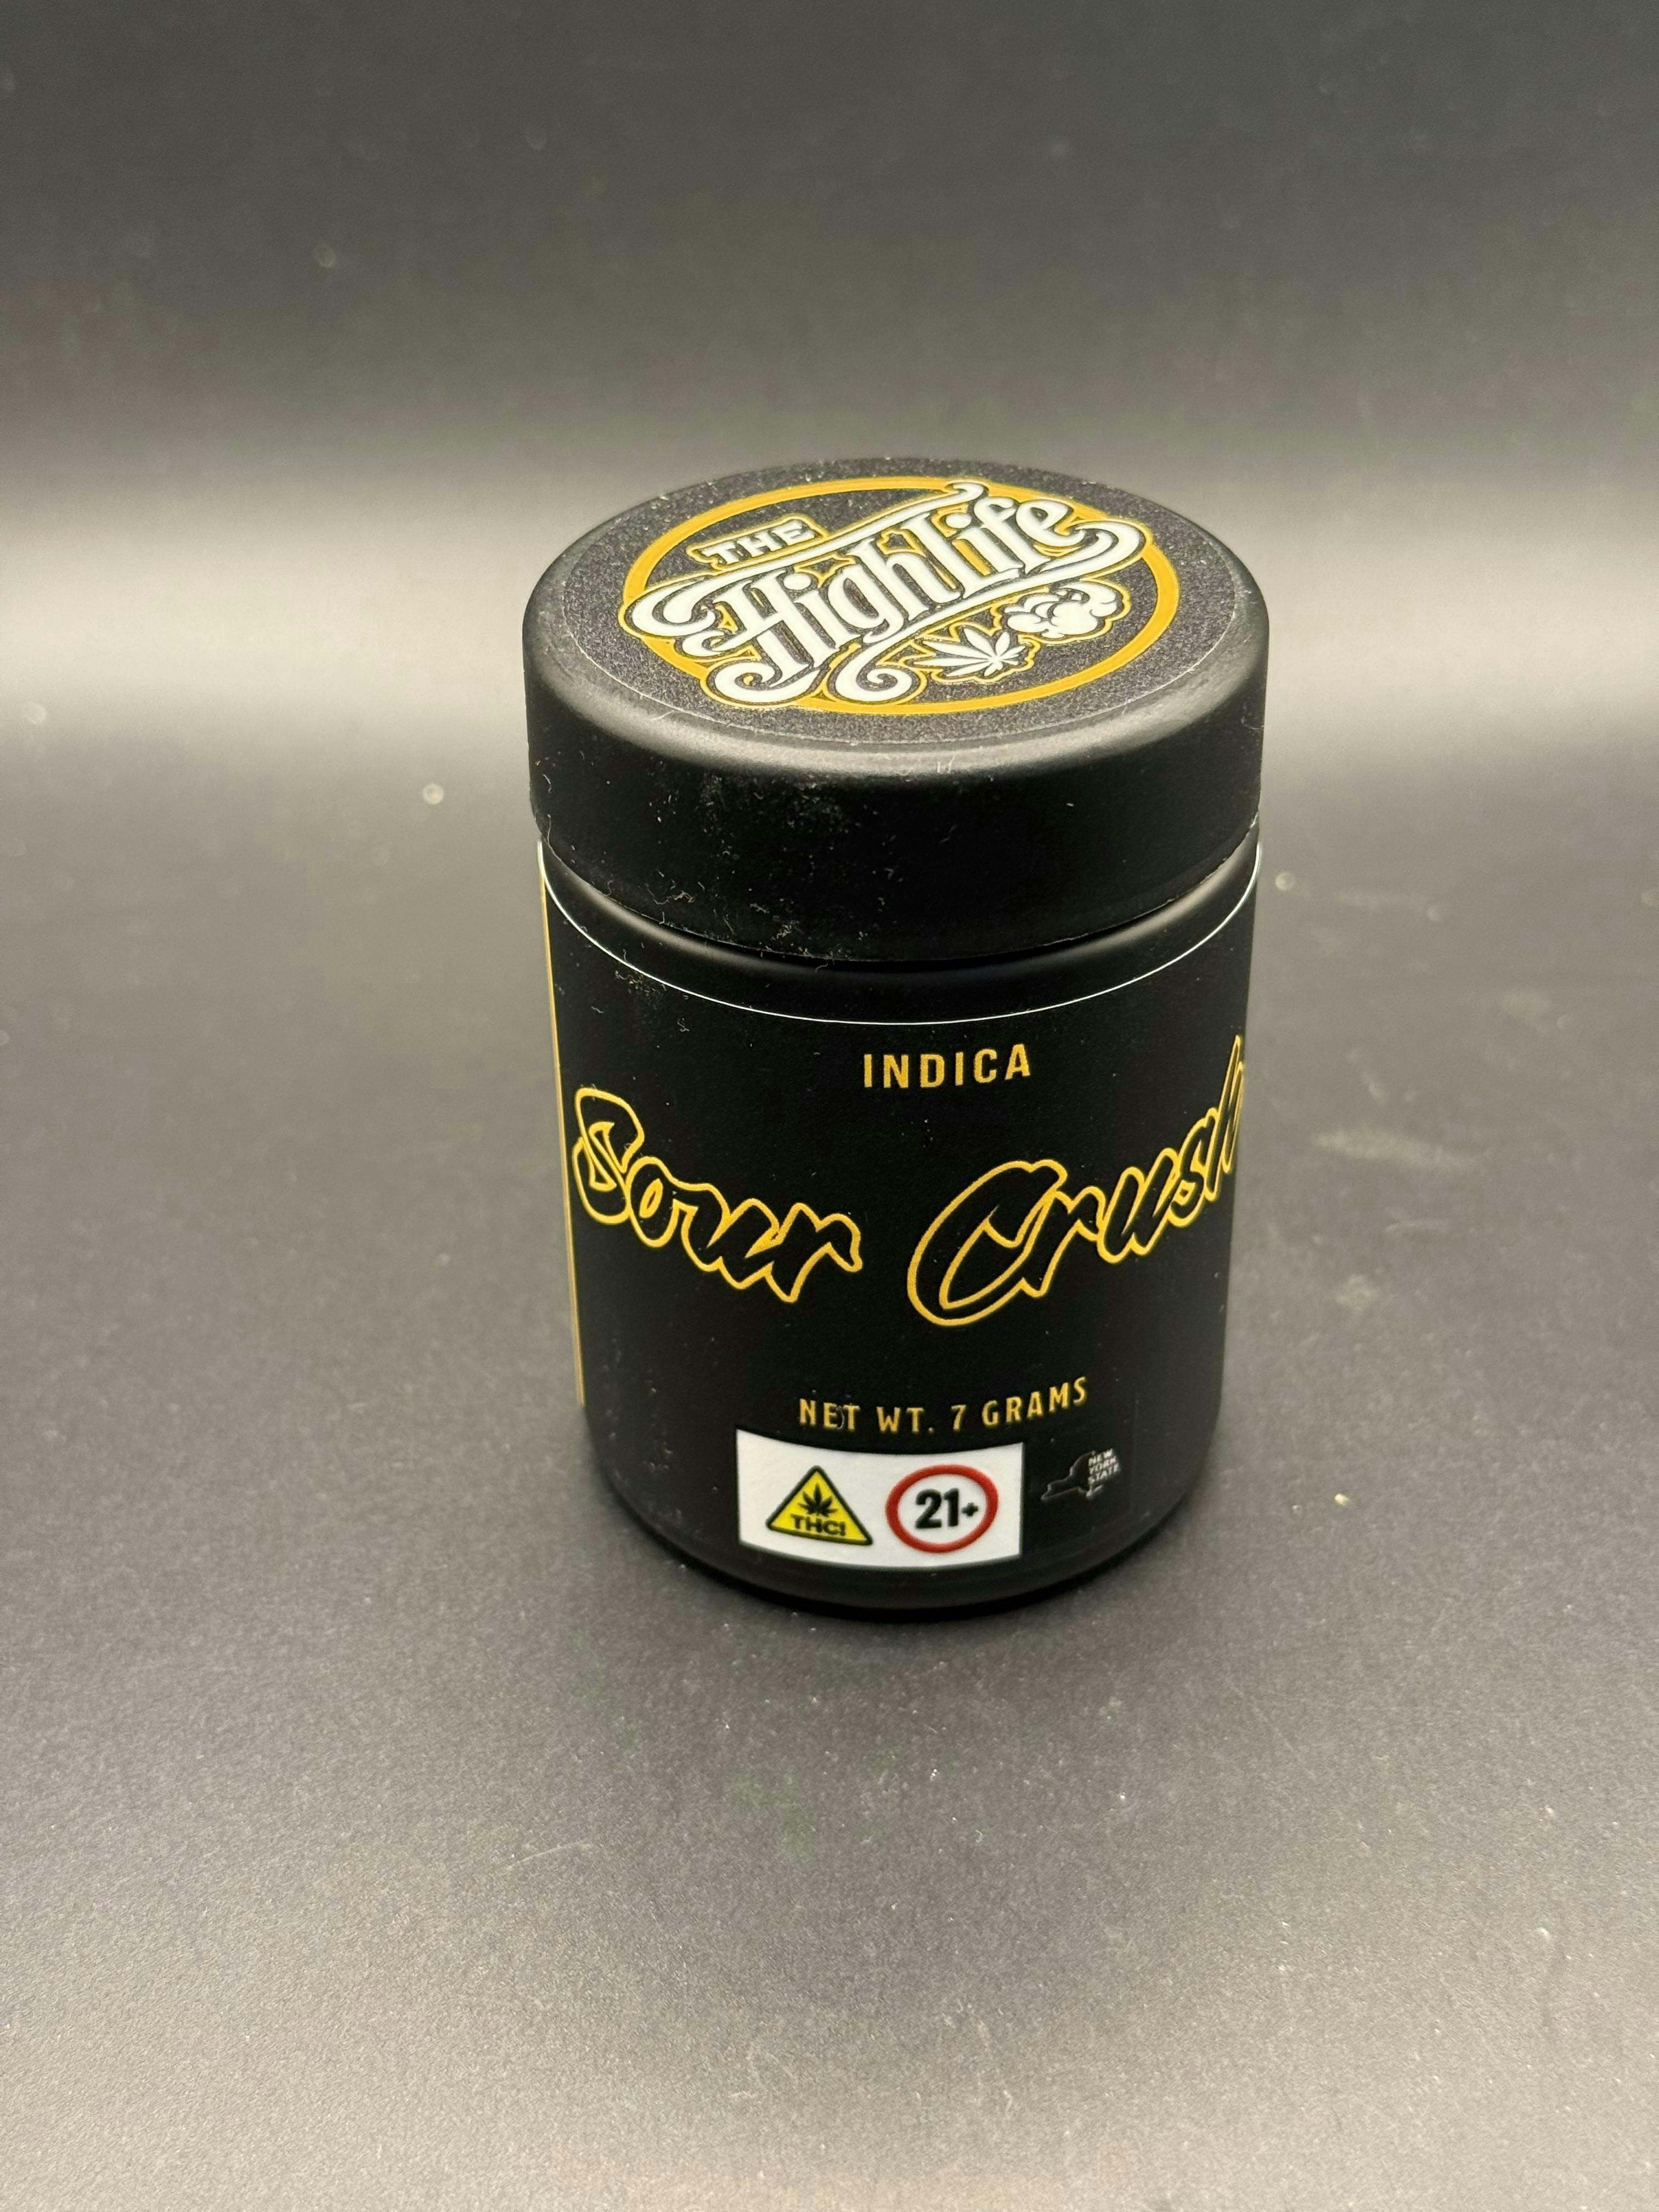 THE
HighLife
INDICA
Sour Crush
NET WT. 7 GRAMS
THC!
21+
NEW
YORK
STATE